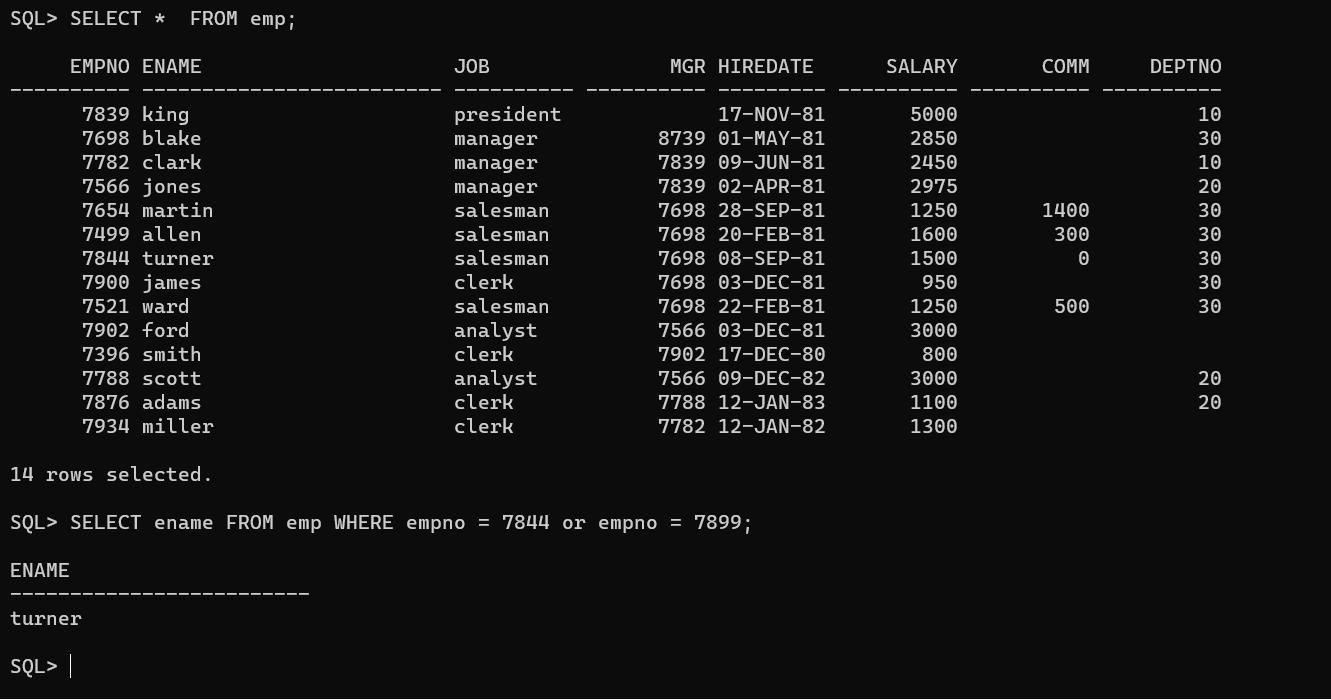 SQL> SELECT *  FROM emp;
     EMPNO ENAME                     JOB               MGR HIREDATE      SALARY       COMM     DEPTNO
---------- ------------------------- ---------- ---------- --------- ---------- ---------- ----------
      7839 king                      president             17-NOV-81       5000                    10
      7698 blake                     manager          8739 01-MAY-81       2850                    30
      7782 clark                     manager          7839 09-JUN-81       2450                    10
      7566 jones                     manager          7839 02-APR-81       2975                    20
      7654 martin                    salesman         7698 28-SEP-81       1250       1400         30
      7499 allen                     salesman         7698 20-FEB-81       1600        300         30
      7844 turner                    salesman         7698 08-SEP-81       1500          0         30
      7900 james                     clerk            7698 03-DEC-81        950                    30
      7521 ward                      salesman         7698 22-FEB-81       1250        500         30
      7902 ford                      analyst          7566 03-DEC-81       3000
      7396 smith                     clerk            7902 17-DEC-80        800
      7788 scott                     analyst          7566 09-DEC-82       3000                    20
      7876 adams                     clerk            7788 12-JAN-83       1100                    20
      7934 miller                    clerk            7782 12-JAN-82       1300
14 rows selected.
SQL> SELECT ename FROM emp WHERE empno = 7844 or empno = 7899;
ENAME
-------------------------
turner
SQL>